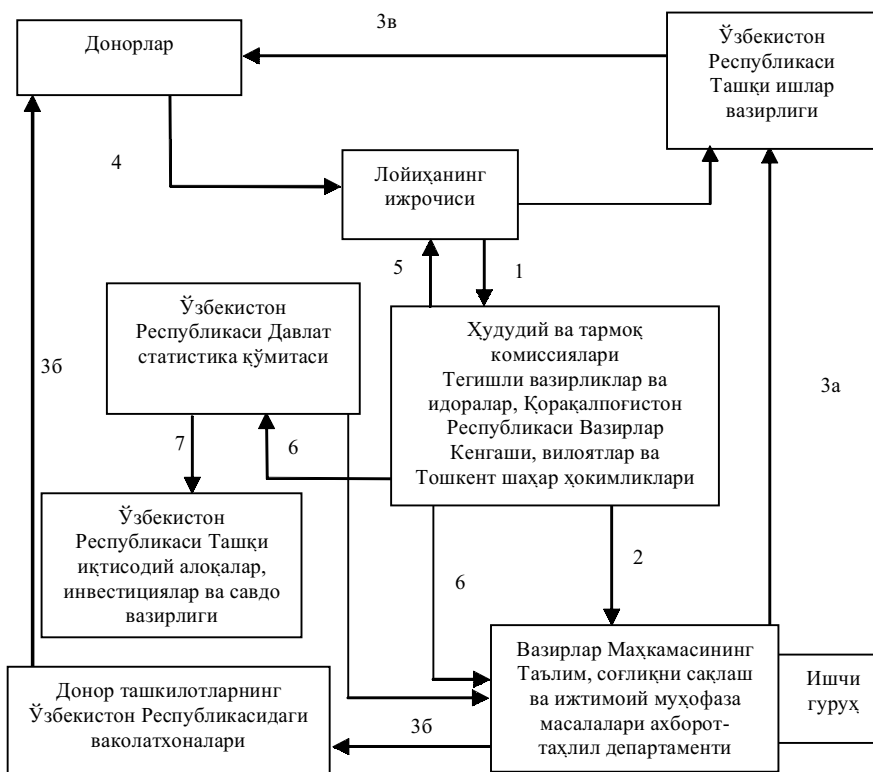 3в
Донорлар
Ўзбекистон
Республикаси
Ташқи ишлар
вазирлиги
4
Лойиҳанинг
ижрочиси
5
1
Ўзбекистон
Республикаси Давлат
статистика қўмитаси
Ҳудудий ва тармоқ
комиссиялари
Тегишли вазирликлар ва
идоралар, Қорақалпоғистон
Республикаси Вазирлар
Кенгаши, вилоятлар ва
Тошкент шаҳар ҳокимликлари
3б
3а
7
6
Ўзбекистон
Республикаси Ташқи
иқтисодий алоқалар,
инвестициялар ва савдо
вазирлиги
6
2
Вазирлар Маҳкамасининг
Таълим, соғлиқни сақлаш
ва ижтимоий муҳофаза
масалалари ахборот-
таҳлил департаменти
Ишчи
гуруҳ
Донор ташкилотларнинг
Ўзбекистон Республикасидаги
ваколатхоналари
3б